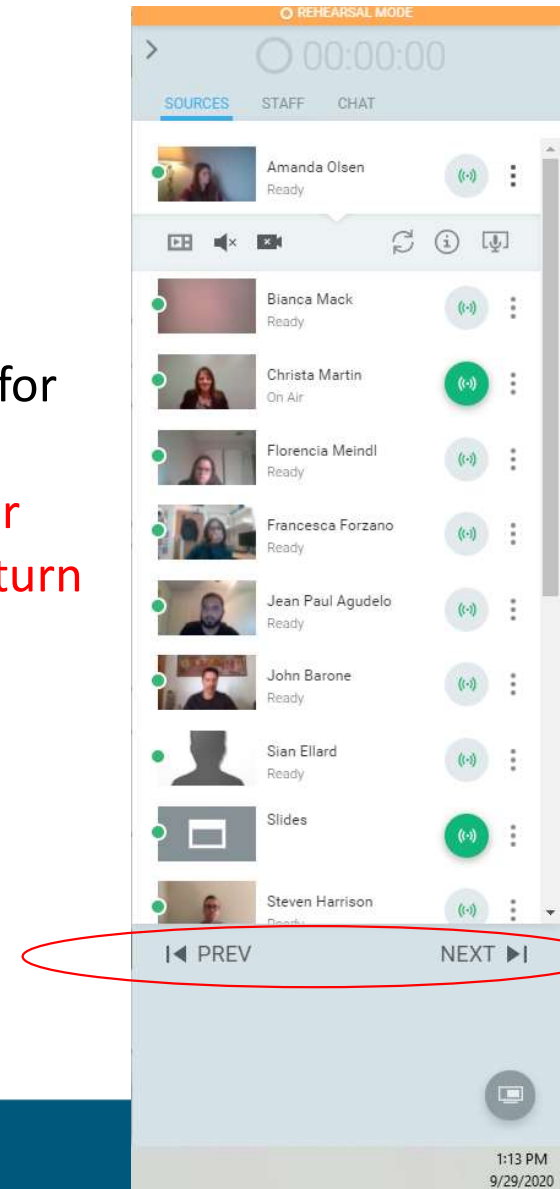 REHEARSAL MODE
00:00:00
SOURCES STAFF CHAT
Amanda Olsen
Ready
Bianca Mack
Ready
for
Christa Martin
On Air
Florencia Meindl
Ready
r
turn
Francesca Forzano
Ready
Jean Paul Agudelo
Ready
John Barone
Ready
Sian Ellard
Ready
Slides
Steven Harrison
Ready
PREV NEXT
1:13 PM
9/29/2020